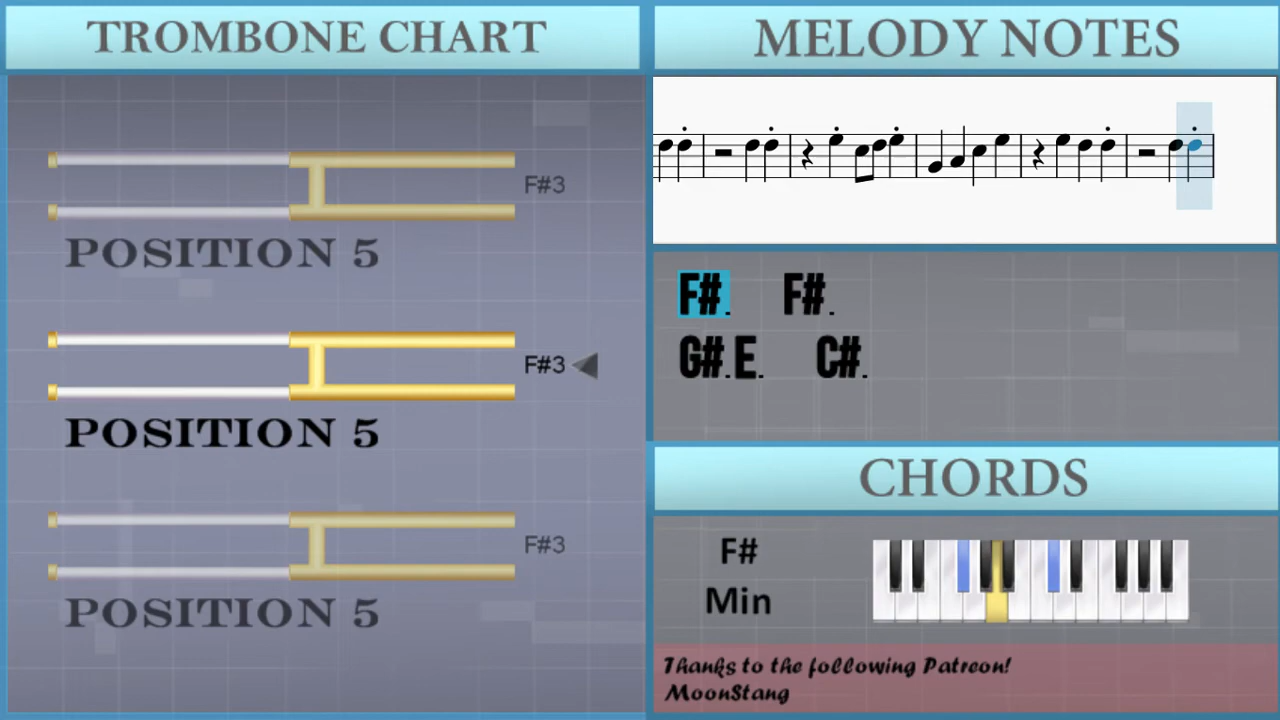 TROMBONE CHART
F#3
POSITION 5
F#3
POSITION 5
F#3
POSITION 5
MELODY NOTES
F#. F#.
G#.E. C#.
CHORDS
F#
Min
Thanks to the following Patreon!
MoonStang